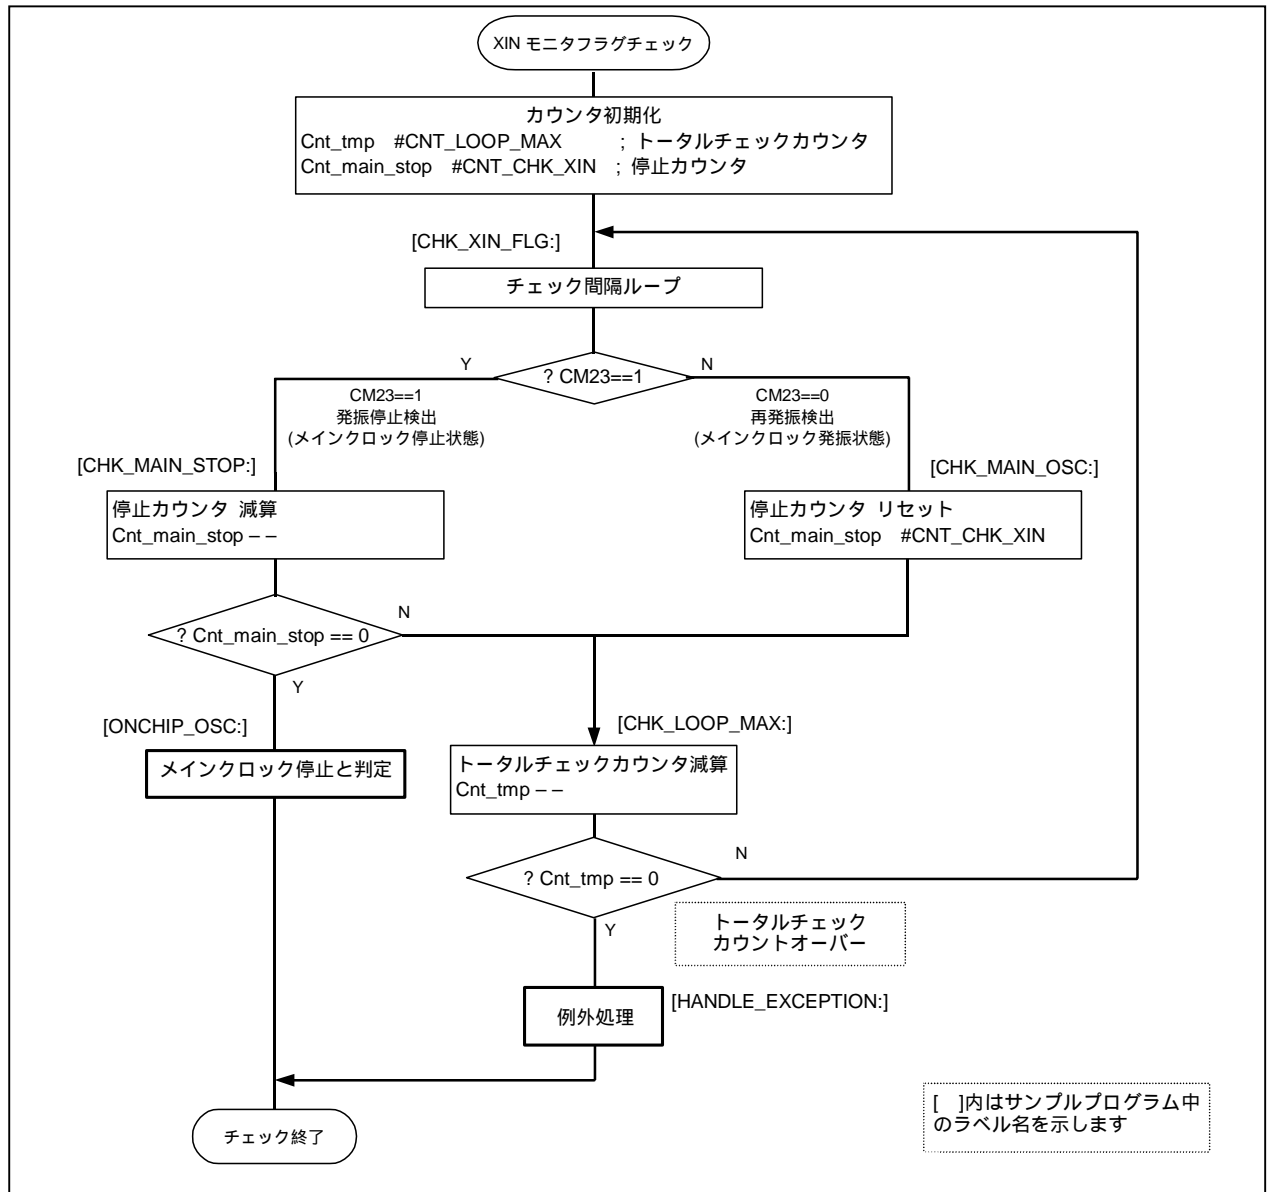 XIN モニタフラグチェック
カウンタ初期化
Cnt_tmp #CNT_LOOP_MAX ; トータルチェックカウンタ
Cnt_main_stop #CNT_CHK_XIN ; 停止カウンタ
[CHK_XIN_FLG:]
チェック間隔ループ
Y
? CM23==1
N
CM23==1
発振停止検出
(メインクロック停止状態)
CM23==0
再発振検出
(メインクロック発振状態)
[CHK_MAIN_STOP:]
[CHK_MAIN_OSC:]
停止カウンタ 減算
Cnt_main_stop – –
停止カウンタ リセット
Cnt_main_stop #CNT_CHK_XIN
? Cnt_main_stop == 0
N
Y
[ONCHIP_OSC:]
メインクロック停止と判定
[CHK_LOOP_MAX:]
トータルチェックカウンタ減算
Cnt_tmp – –
? Cnt_tmp == 0
N
Y
トータルチェック
カウントオーバー
例外処理
[HANDLE_EXCEPTION:]
チェック終了
[ ]内はサンプルプログラム中
のラベル名を示します